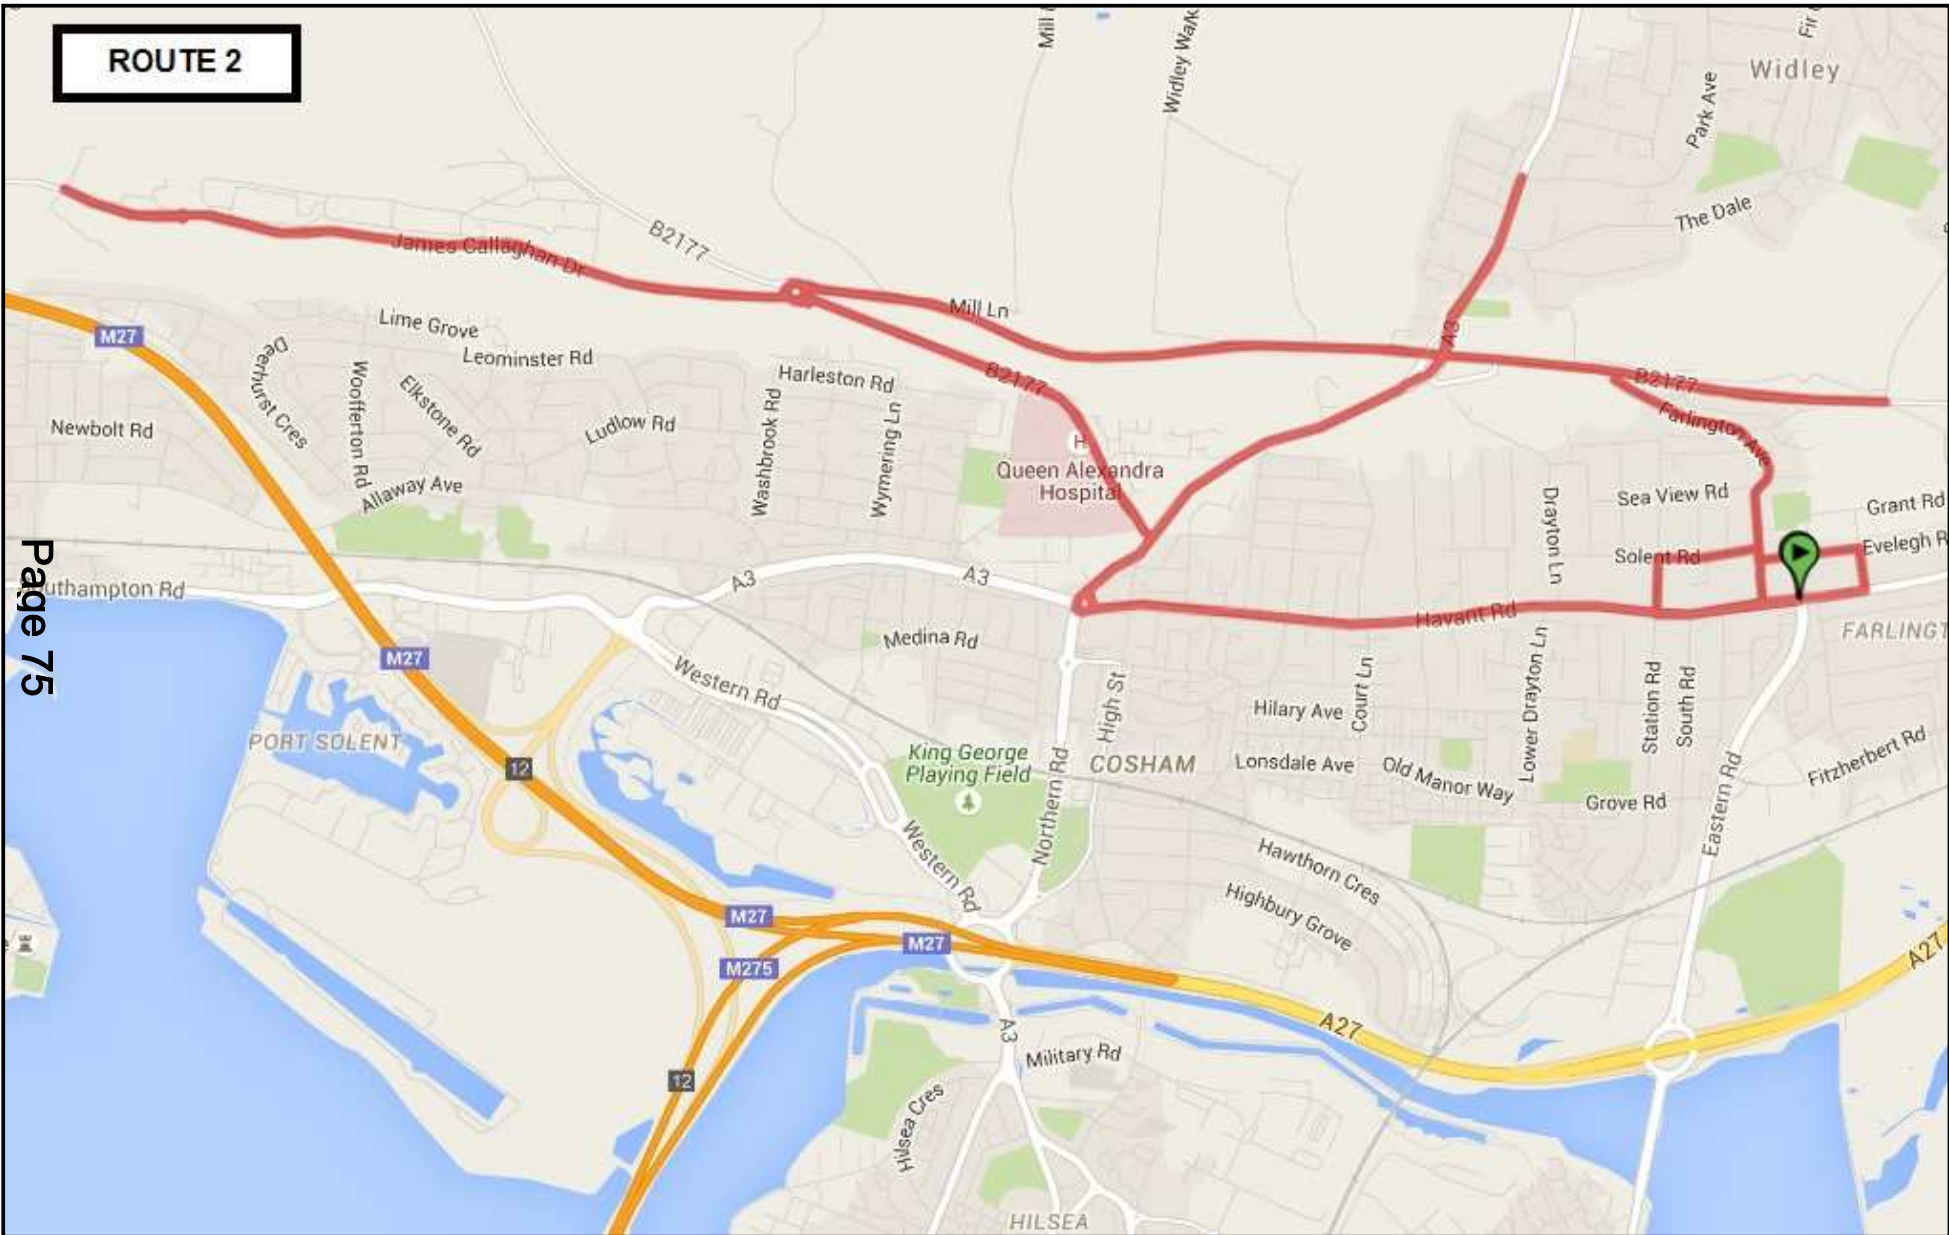 ROUTE 2
Widley
Park Ave
The Dale
Widley Walk
B2177
James Callaghan Dr
Mill Ln
A3
B2177
B2177
Farlington Ave
M27
Lime Grove
Leominster Rd
Deerhurst Cres
Woofferton Rd
Elkstone Rd
Newbolt Rd
Ludlow Rd
Allaway Ave
Harleston Rd
Washbrook Rd
Wymering Ln
H
Queen Alexandra
Hospital
Drayton Ln
Sea View Rd
Grant Rd
Solent Rd
Evelegh R
Page 75
uthampton Rd
A3
A3
Havant Rd
FARLINGT
Medina Rd
M27
Western Rd
High St
Hilary Ave
Court Ln
Lower Drayton Ln
Station Rd
South Rd
PORT SOLENT
12
King George
Playing Field
Northern Rd
COSHAM
Lonsdale Ave
Old Manor Way
Grove Rd
Eastern Rd
Fitzherbert Rd
Western Rd
Hawthorn Cres
Highbury Grove
M27
M27
M275
A27
A27
A3
Military Rd
12
Hilsea Cres
HILSEA